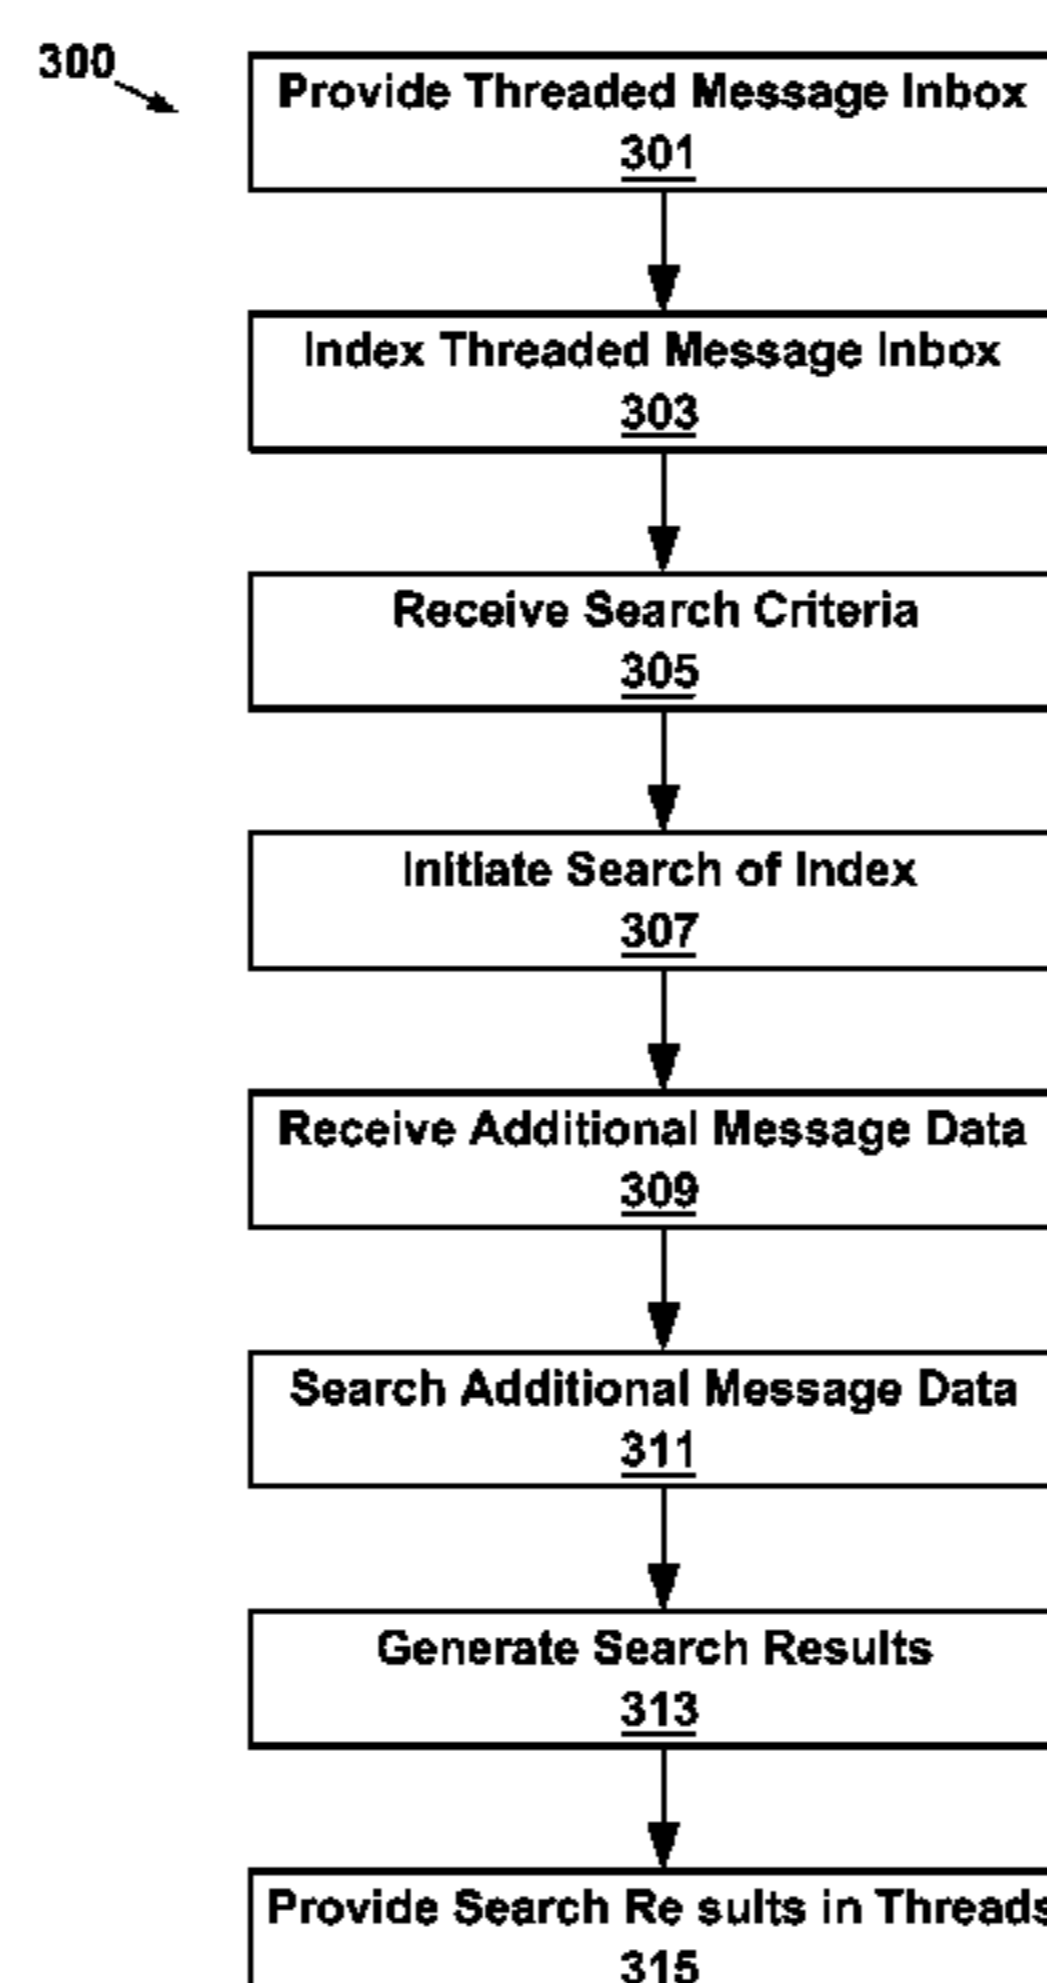 300
Provide Threaded Message Inbox
301
Index Threaded Message Inbox
303
Receive Search Criteria
305
Initiate Search of Index
307
Receive Additional Message Data
309
Search Additional Message Data
311
Generate Search Results
313
Provide Search Re sults in Threads
315